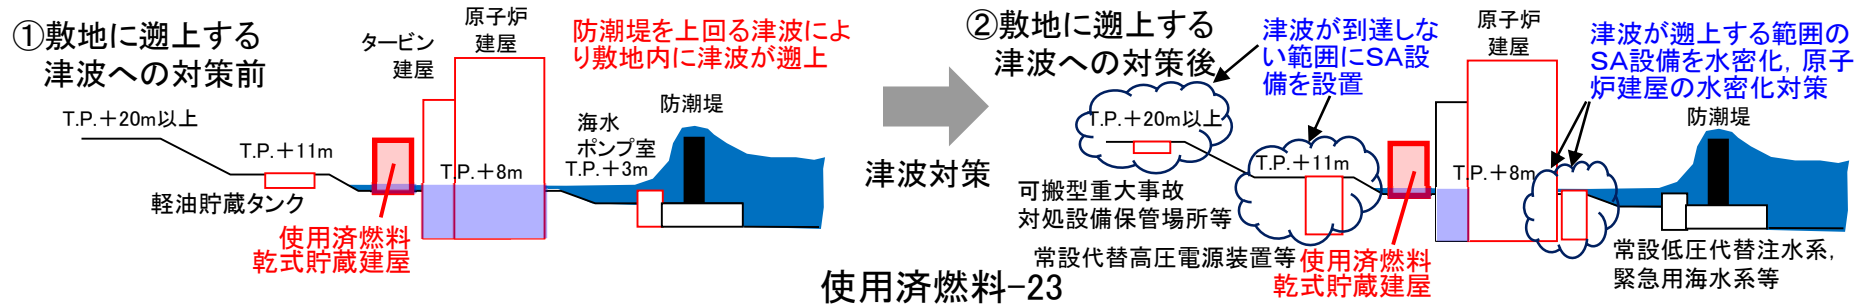 ①敷地に遡上する
津波への対策前
タービン
建屋
原子炉
建屋
防潮堤を上回る津波によ
り敷地内に津波が遡上
T.P.＋20m以上
T.P.＋11m
軽油貯蔵タンク
使用済燃料
乾式貯蔵建屋
T.P.＋8m
海水
ポンプ室
T.P.＋3m
防潮堤
津波対策
②敷地に遡上する
津波への対策後
津波が到達しな
い範囲にSA設
備を設置
原子炉
建屋
津波が遡上する範囲の
SA設備を水密化，原子
炉建屋の水密化対策
T.P.＋20m以上
T.P.＋11m
T.P.＋8m
防潮堤
可搬型重大事故
対処設備保管場所等
常設代替高圧電源装置等
使用済燃料
乾式貯蔵建屋
常設低圧代替注水系，
緊急用海水系等
使用済燃料-23